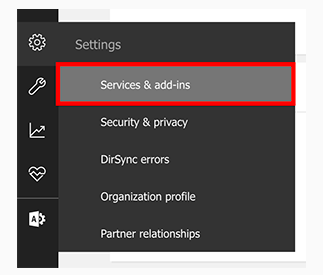 Settings
Services & add-ins
Security & privacy
DirSync errors
Organization profile
Partner relationships
A